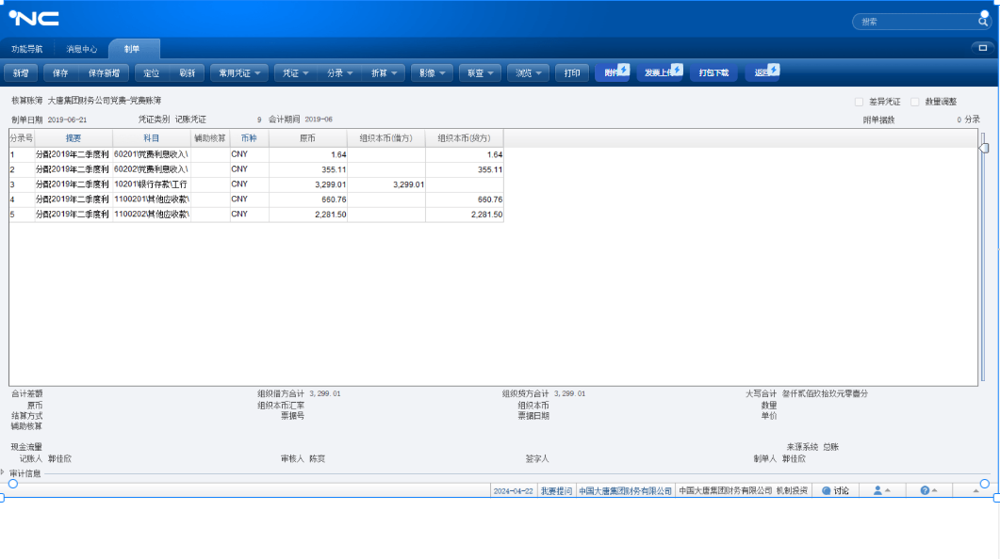 NC
搜索
功能导航 消息中心 制单
新增 保存 保存新增 定位 刷新 常用凭证 凭证 分录 折算 影像 联查 浏览 打印 附件 发票上传 打包下载 返回
核算账簿 大唐集团财务公司党费-党费账簿 差异凭证 数量调整
制单日期 2019-06-21 凭证类别 记账凭证 9 会计期间 2019-06 附单据数 0 分录
分录号 摘要 科目 辅助核算 币种 原币 组织本币(借方) 组织本币(贷方)
1 分配2019年二季度利 60201\党费利息收入\ CNY 1.64 1.64
2 分配2019年二季度利 60202\党费利息收入\ CNY 355.11 355.11
3 分配2019年二季度利 10201\银行存款\工行 CNY 3,299.01 3,299.01
4 分配2019年二季度利 1100201\其他应收款\ CNY 660.76 660.76
5 分配2019年二季度利 1100202\其他应收款\ CNY 2,281.50 2,281.50
合计差额 组织借方合计 3,299.01 组织贷方合计 3,299.01 大写合计 叁仟贰佰玖拾玖元零壹分
原币 组织本币汇率 组织本币 数量
结算方式 票据号 票据日期 单价
辅助核算
现金流量 来源系统 总账
记账人 郭佳欣 审核人 陈 签字人 制单人 郭佳欣
审计信息
2024-04-22 我要提问 中国大唐集团财务有限公司 中国大唐集团财务有限公司 机制投资 讨论